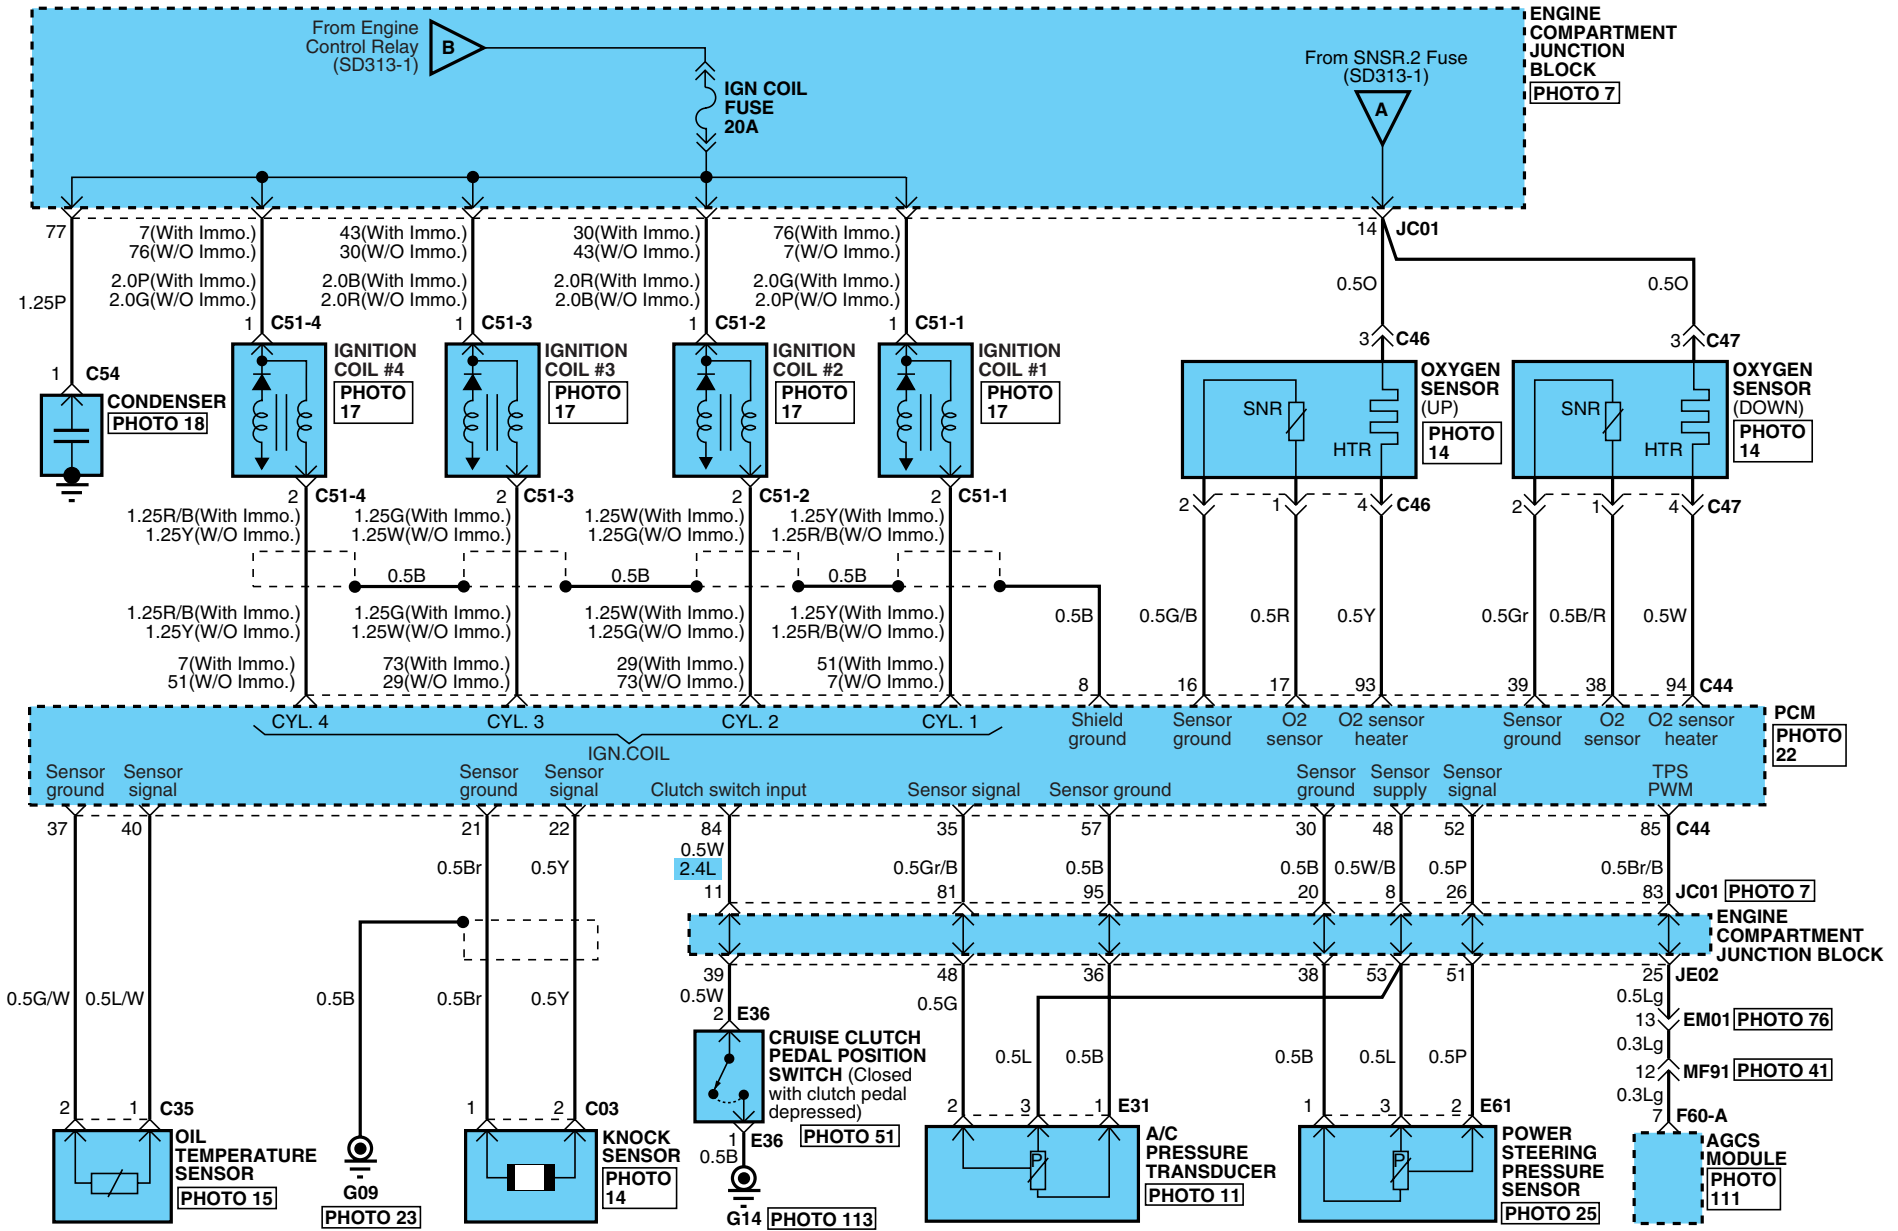 From Engine
Control Relay
(SD313-1)
B
IGN COIL
FUSE
20A
From SNSR.2 Fuse
(SD313-1)
A
ENGINE
COMPARTMENT
JUNCTION
BLOCK
PHOTO 7
77
7(With Immo.)
76(W/O Immo.)
43(With Immo.)
30(W/O Immo.)
30(With Immo.)
43(W/O Immo.)
76(With Immo.)
7(W/O Immo.)
14
JC01
1.25P
2.0P(With Immo.)
2.0G(W/O Immo.)
2.0B(With Immo.)
2.0R(W/O Immo.)
2.0R(With Immo.)
2.0B(W/O Immo.)
2.0G(With Immo.)
2.0P(W/O Immo.)
0.5O
0.5O
1
C51-4
1
C51-3
1
C51-2
1
C51-1
3
C46
3
C47
1
C54
CONDENSER
PHOTO 18
IGNITION
COIL #4
PHOTO
17
IGNITION
COIL #3
PHOTO
17
IGNITION
COIL #2
PHOTO
17
IGNITION
COIL #1
PHOTO
17
SNR
HTR
OXYGEN
SENSOR
(UP)
PHOTO
14
SNR
HTR
OXYGEN
SENSOR
(DOWN)
PHOTO
14
2
C51-4
2
C51-3
2
C51-2
2
C51-1
2
1
4
C46
2
1
4
C47
1.25R/B(With Immo.)
1.25Y(W/O Immo.)
1.25G(With Immo.)
1.25W(W/O Immo.)
1.25W(With Immo.)
1.25G(W/O Immo.)
1.25Y(With Immo.)
1.25R/B(W/O Immo.)
0.5B
0.5B
0.5B
1.25R/B(With Immo.)
1.25Y(W/O Immo.)
1.25G(With Immo.)
1.25W(W/O Immo.)
1.25W(With Immo.)
1.25G(W/O Immo.)
1.25Y(With Immo.)
1.25R/B(W/O Immo.)
0.5B
0.5G/B
0.5R
0.5Y
0.5Gr
0.5B/R
0.5W
7(With Immo.)
51(W/O Immo.)
73(With Immo.)
29(W/O Immo.)
29(With Immo.)
73(W/O Immo.)
51(With Immo.)
7(W/O Immo.)
8
16
17
93
39
38
94
C44
CYL. 4
CYL. 3
CYL. 2
CYL. 1
IGN.COIL
Shield
ground
Sensor
ground
O2
sensor
O2 sensor
heater
Sensor
ground
O2
sensor
O2 sensor
heater
PCM
PHOTO
22
Sensor
ground
Sensor
signal
Sensor
ground
Sensor
signal
Clutch switch input
Sensor signal
Sensor ground
Sensor
ground
Sensor
supply
Sensor
signal
TPS
PWM
37
40
21
22
84
35
57
30
48
52
85
C44
0.5W
2.4L
0.5Br
0.5Y
0.5Gr/B
0.5B
0.5B
0.5W/B
0.5P
0.5Br/B
11
81
95
20
8
26
83
JC01
PHOTO 7
ENGINE
COMPARTMENT
JUNCTION BLOCK
39
48
36
38
53
51
25
JE02
0.5G/W
0.5L/W
0.5B
0.5Br
0.5Y
0.5W
0.5G
0.5Lg
2
E36
13
EM01
PHOTO 76
0.3Lg
0.5L
0.5B
0.5B
0.5L
0.5P
12
MF91
PHOTO 41
0.3Lg
CRUISE CLUTCH
PEDAL POSITION
SWITCH (Closed
with clutch pedal
depressed)
PHOTO 51
2
1
C35
1
2
C03
2
3
1
E31
1
3
2
E61
7
F60-A
OIL
TEMPERATURE
SENSOR
PHOTO 15
G09
PHOTO 23
KNOCK
SENSOR
PHOTO
14
1
E36
0.5B
G14
PHOTO 113
P
A/C
PRESSURE
TRANSDUCER
PHOTO 11
P
POWER
STEERING
PRESSURE
SENSOR
PHOTO 25
AGCS
MODULE
PHOTO
111